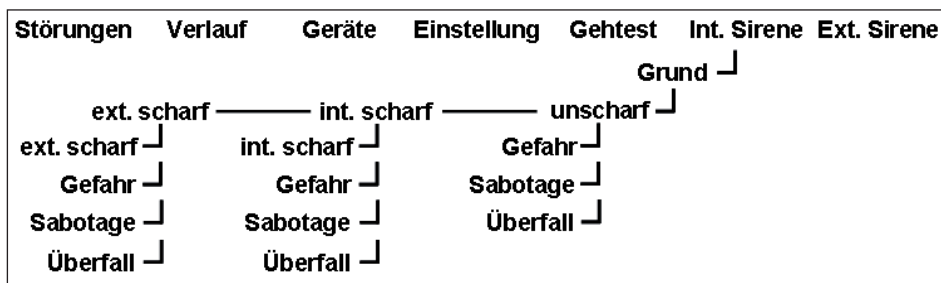 Störungen Verlauf Geräte Einstellung Gehtest Int. Sirene Ext. Sirene
Grund
ext. scharf int. scharf unscharf
ext. scharf int. scharf Gefahr
Gefahr Gefahr Sabotage
Sabotage Sabotage Überfall
Überfall Überfall